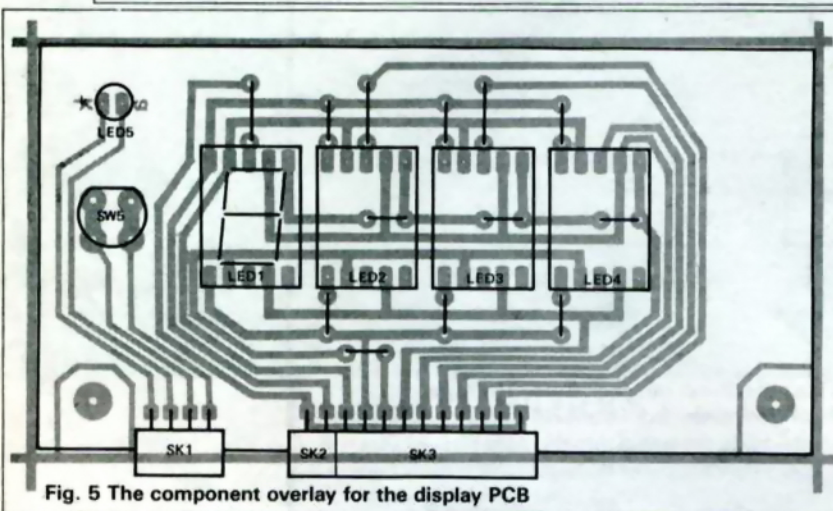 LED5
SW5
LED1
LED2
LED3
LED4
SK1
SK2
SK3
Fig. 5 The component overlay for the display PCB